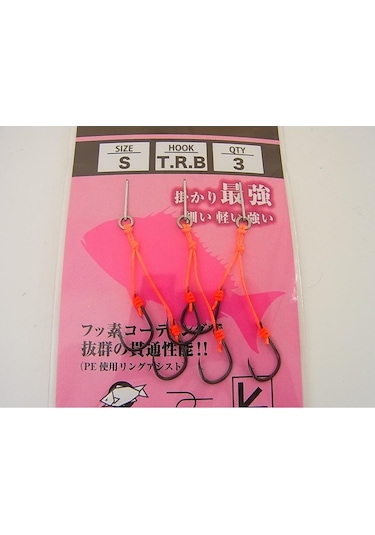 SIZE HOOK QTY
S T.R.B 3
掛かり最強
細い 軽い 強い
フッ素コーティングで
抜群の貫通性能!!
(PE使用リングアシスト